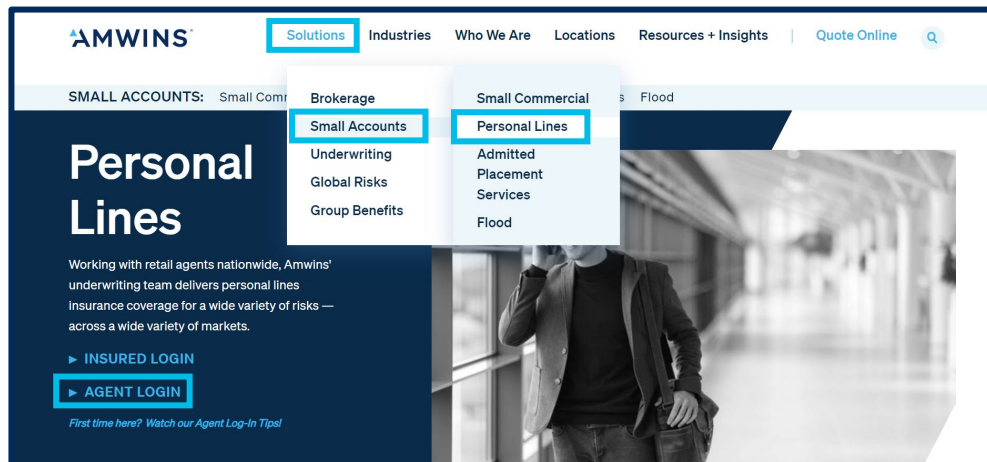 AMWINS
Solutions Industries Who We Are Locations Resources + Insights | Quote Online
SMALL ACCOUNTS: Small Comm s Flood
Brokerage
Small Accounts
Underwriting
Global Risks
Group Benefits
Small Commercial
Personal Lines
Admitted
Placement
Services
Flood
Personal
Lines
Working with retail agents nationwide, Amwins'
underwriting team delivers personal lines
insurance coverage for a wide variety of risks —
across a wide variety of markets.
► INSURED LOGIN
► AGENT LOGIN
First time here? Watch our Agent Log-In Tips!